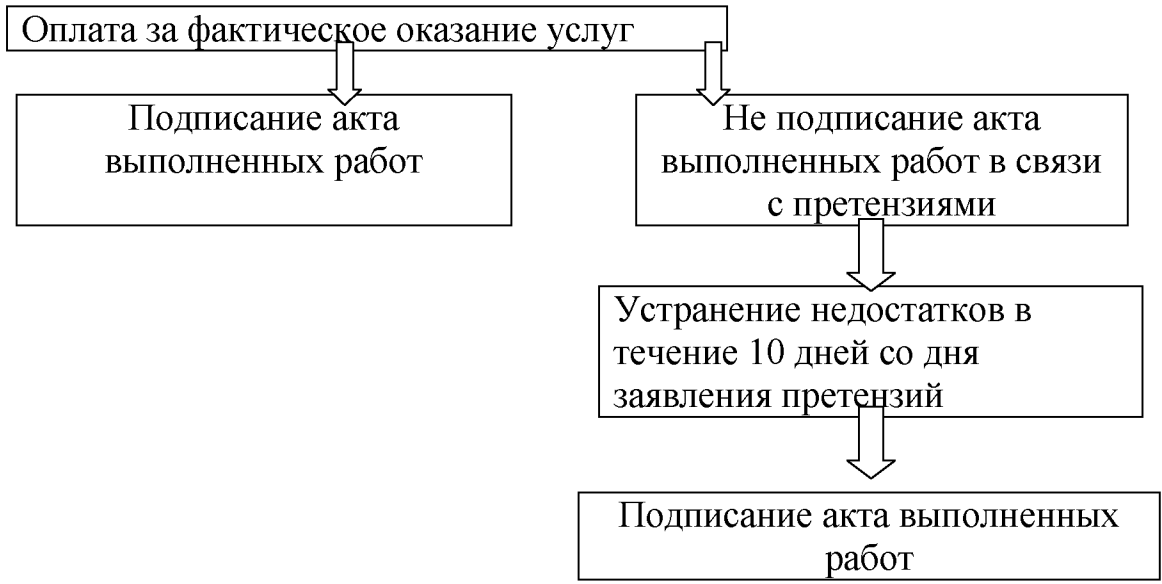 Оплата за фактическое оказание услуг
Подписание акта
выполненных работ
Не подписание акта
выполненных работ в связи
с претензиями
Устранение недостатков в
течение 10 дней со дня
заявления претензий
Подписание акта выполненных
работ